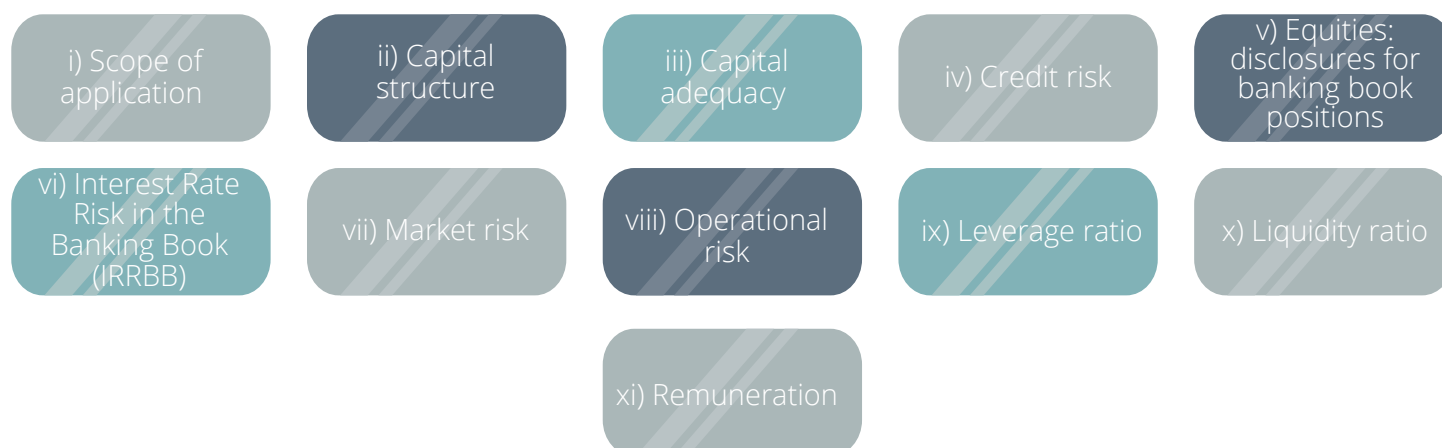 i) Scope of
application
ii) Capital
structure
iii) Capital
adequacy
iv) Credit risk
v) Equities:
disclosures for
banking book
positions
vi) Interest Rate
Risk in the
Banking Book
(IRRBB)
vii) Market risk
viii) Operational
risk
ix) Leverage ratio
x) Liquidity ratio
xi) Remuneration